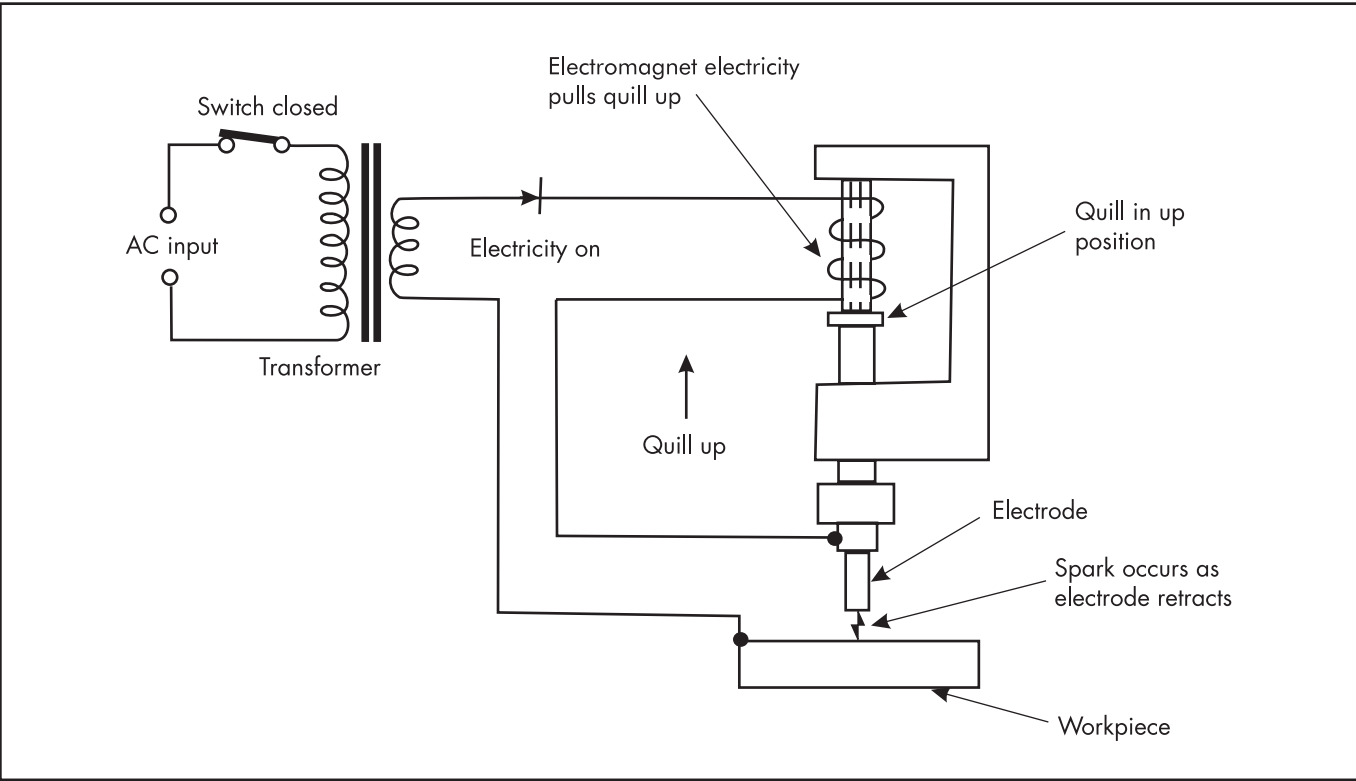 Electromagnet electricity
pulls quill up
Switch closed
Quill in up
position
AC input
Electricity on
Transformer
Quill up
Electrode
Spark occurs as
electrode retracts
Workpiece